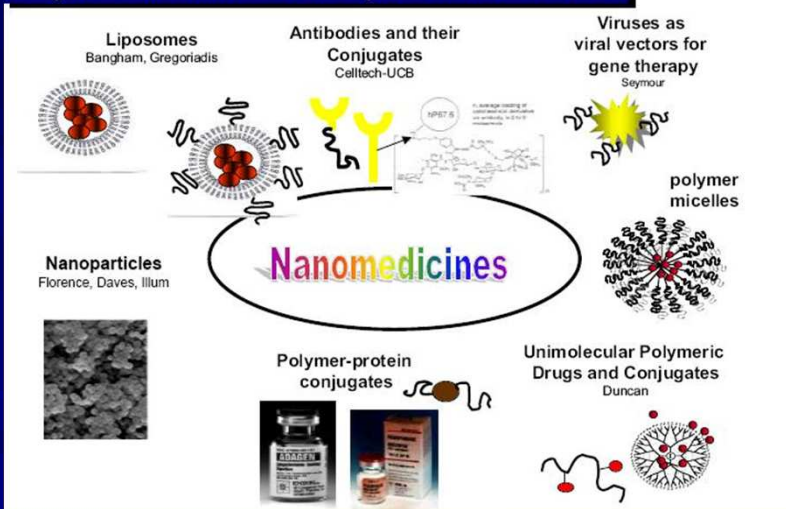 Liposomes
Bangham, Gregoriadis
Antibodies and their
Conjugates
Celltech-UCB
Viruses as
viral vectors for
gene therapy
Seymour
polymer
micelles
Nanoparticles
Florence, Daves, Illum
Nanomedicines
Polymer-protein
conjugates
Unimolecular Polymeric
Drugs and Conjugates
Duncan
ADAGEN